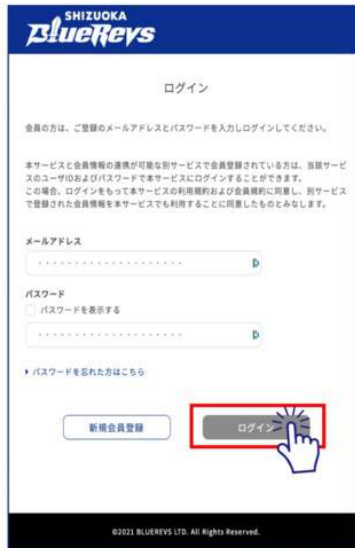 SHIZUOKA
BlueRevs
ログイン
会員の方は、ご登録のメールアドレスとパスワードを入力しログインしてください。
本サービスと会員情報の連携が可能な別サービスで会員登録されている方は、当該サービ
スのユーザIDおよびパスワードで本サービスにログインすることができます。
この場合、ログインをもって本サービスの利用規約および会員規約に同意し、別サービス
で登録された会員情報を本サービスでも利用することに同意したものとみなします。
メールアドレス
パスワード
パスワードを表示する
パスワードを忘れた方はこちら
新規会員登録
ログイン
©2021 BLUEREVS LTD. All Rights Reserved.